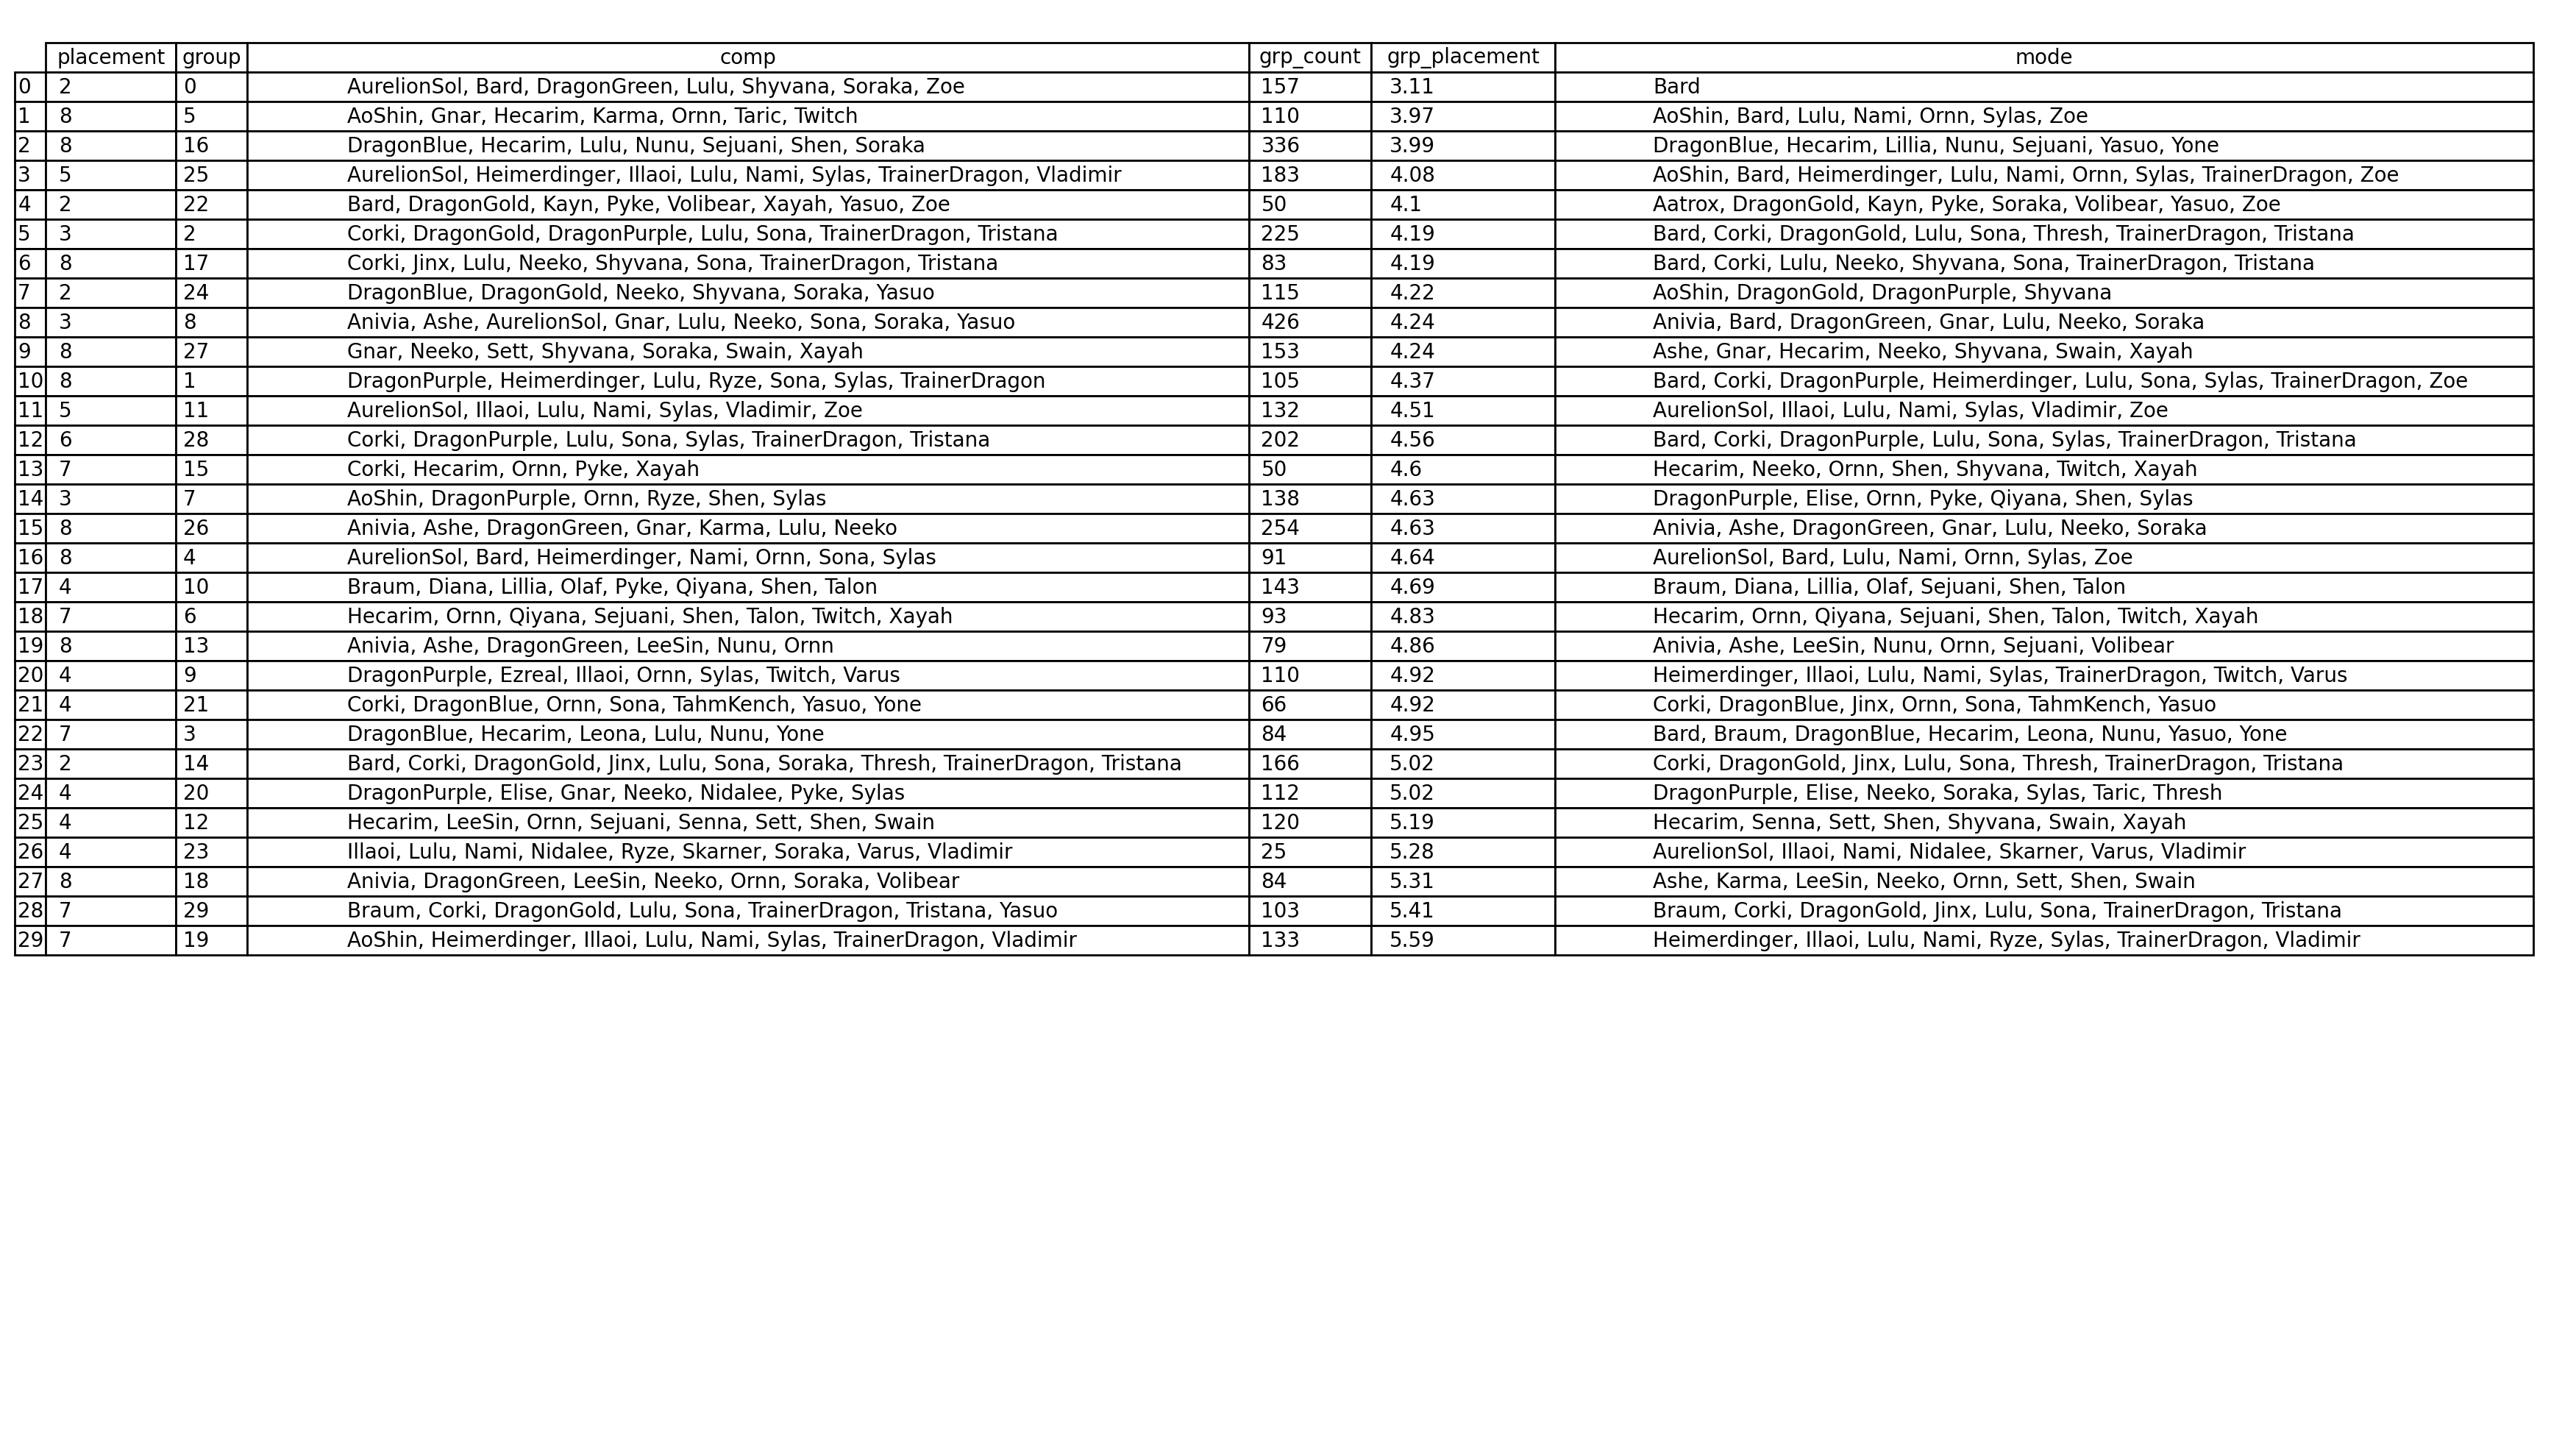 placement group comp grp_count grp_placement mode
0 2 0 AurelionSol, Bard, DragonGreen, Lulu, Shyvana, Soraka, Zoe 157 3.11 Bard
1 8 5 AoShin, Gnar, Hecarim, Karma, Ornn, Taric, Twitch 110 3.97 AoShin, Bard, Lulu, Nami, Ornn, Sylas, Zoe
2 8 16 DragonBlue, Hecarim, Lulu, Nunu, Sejuani, Shen, Soraka 336 3.99 DragonBlue, Hecarim, Lillia, Nunu, Sejuani, Yasuo, Yone
3 5 25 AurelionSol, Heimerdinger, Illaoi, Lulu, Nami, Sylas, TrainerDragon, Vladimir 183 4.08 AoShin, Bard, Heimerdinger, Lulu, Nami, Ornn, Sylas, TrainerDragon, Zoe
4 2 22 Bard, DragonGold, Kayn, Pyke, Volibear, Xayah, Yasuo, Zoe 50 4.1 Aatrox, DragonGold, Kayn, Pyke, Soraka, Volibear, Yasuo, Zoe
5 3 2 Corki, DragonGold, DragonPurple, Lulu, Sona, TrainerDragon, Tristana 225 4.19 Bard, Corki, DragonGold, Lulu, Sona, Thresh, TrainerDragon, Tristana
6 8 17 Corki, Jinx, Lulu, Neeko, Shyvana, Sona, TrainerDragon, Tristana 83 4.19 Bard, Corki, Lulu, Neeko, Shyvana, Sona, TrainerDragon, Tristana
7 2 24 DragonBlue, DragonGold, Neeko, Shyvana, Soraka, Yasuo 115 4.22 AoShin, DragonGold, DragonPurple, Shyvana
8 3 8 Anivia, Ashe, AurelionSol, Gnar, Lulu, Neeko, Sona, Soraka, Yasuo 426 4.24 Anivia, Bard, DragonGreen, Gnar, Lulu, Neeko, Soraka
9 8 27 Gnar, Neeko, Sett, Shyvana, Soraka, Swain, Xayah 153 4.24 Ashe, Gnar, Hecarim, Neeko, Shyvana, Swain, Xayah
10 8 1 DragonPurple, Heimerdinger, Lulu, Ryze, Sona, Sylas, TrainerDragon 105 4.37 Bard, Corki, DragonPurple, Heimerdinger, Lulu, Sona, Sylas, TrainerDragon, Zoe
11 5 11 AurelionSol, Illaoi, Lulu, Nami, Sylas, Vladimir, Zoe 132 4.51 AurelionSol, Illaoi, Lulu, Nami, Sylas, Vladimir, Zoe
12 6 28 Corki, DragonPurple, Lulu, Sona, Sylas, TrainerDragon, Tristana 202 4.56 Bard, Corki, DragonPurple, Lulu, Sona, Sylas, TrainerDragon, Tristana
13 7 15 Corki, Hecarim, Ornn, Pyke, Xayah 50 4.6 Hecarim, Neeko, Ornn, Shen, Shyvana, Twitch, Xayah
14 3 7 AoShin, DragonPurple, Ornn, Ryze, Shen, Sylas 138 4.63 DragonPurple, Elise, Ornn, Pyke, Qiyana, Shen, Sylas
15 8 26 Anivia, Ashe, DragonGreen, Gnar, Karma, Lulu, Neeko 254 4.63 Anivia, Ashe, DragonGreen, Gnar, Lulu, Neeko, Soraka
16 8 4 AurelionSol, Bard, Heimerdinger, Nami, Ornn, Sona, Sylas 91 4.64 AurelionSol, Bard, Lulu, Nami, Ornn, Sylas, Zoe
17 4 10 Braum, Diana, Lillia, Olaf, Pyke, Qiyana, Shen, Talon 143 4.69 Braum, Diana, Lillia, Olaf, Sejuani, Shen, Talon
18 7 6 Hecarim, Ornn, Qiyana, Sejuani, Shen, Talon, Twitch, Xayah 93 4.83 Hecarim, Ornn, Qiyana, Sejuani, Shen, Talon, Twitch, Xayah
19 8 13 Anivia, Ashe, DragonGreen, LeeSin, Nunu, Ornn 79 4.86 Anivia, Ashe, LeeSin, Nunu, Ornn, Sejuani, Volibear
20 4 9 DragonPurple, Ezreal, Illaoi, Ornn, Sylas, Twitch, Varus 110 4.92 Heimerdinger, Illaoi, Lulu, Nami, Sylas, TrainerDragon, Twitch, Varus
21 4 21 Corki, DragonBlue, Ornn, Sona, TahmKench, Yasuo, Yone 66 4.92 Corki, DragonBlue, Jinx, Ornn, Sona, TahmKench, Yasuo
22 7 3 DragonBlue, Hecarim, Leona, Lulu, Nunu, Yone 84 4.95 Bard, Braum, DragonBlue, Hecarim, Leona, Nunu, Yasuo, Yone
23 2 14 Bard, Corki, DragonGold, Jinx, Lulu, Sona, Soraka, Thresh, TrainerDragon, Tristana 166 5.02 Corki, DragonGold, Jinx, Lulu, Sona, Thresh, TrainerDragon, Tristana
24 4 20 DragonPurple, Elise, Gnar, Neeko, Nidalee, Pyke, Sylas 112 5.02 DragonPurple, Elise, Neeko, Soraka, Sylas, Taric, Thresh
25 4 12 Hecarim, LeeSin, Ornn, Sejuani, Senna, Sett, Shen, Swain 120 5.19 Hecarim, Senna, Sett, Shen, Shyvana, Swain, Xayah
26 4 23 Illaoi, Lulu, Nami, Nidalee, Ryze, Skarner, Soraka, Varus, Vladimir 25 5.28 AurelionSol, Illaoi, Nami, Nidalee, Skarner, Varus, Vladimir
27 8 18 Anivia, DragonGreen, LeeSin, Neeko, Ornn, Soraka, Volibear 84 5.31 Ashe, Karma, LeeSin, Neeko, Ornn, Sett, Shen, Swain
28 7 29 Braum, Corki, DragonGold, Lulu, Sona, TrainerDragon, Tristana, Yasuo 103 5.41 Braum, Corki, DragonGold, Jinx, Lulu, Sona, TrainerDragon, Tristana
29 7 19 AoShin, Heimerdinger, Illaoi, Lulu, Nami, Sylas, TrainerDragon, Vladimir 133 5.59 Heimerdinger, Illaoi, Lulu, Nami, Ryze, Sylas, TrainerDragon, Vladimir